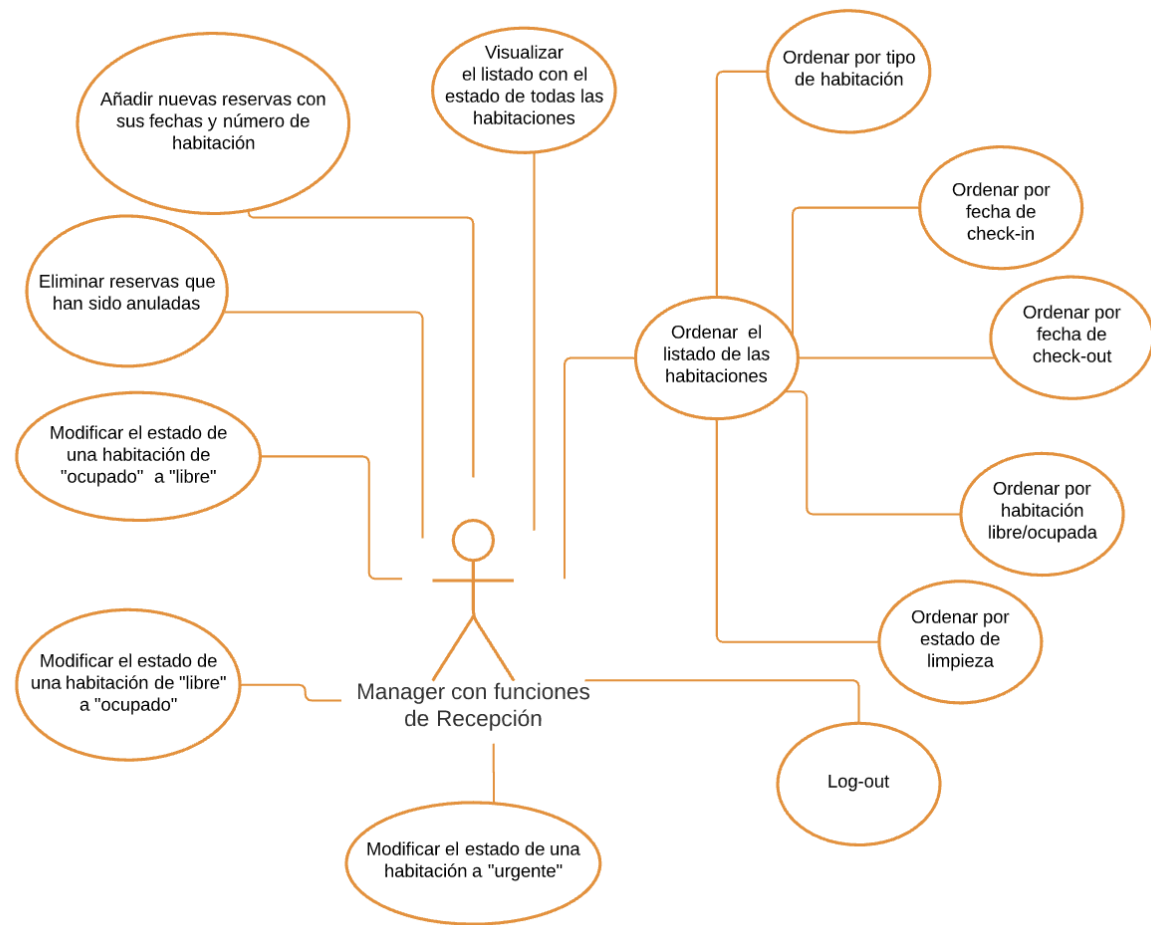 Visualizar
el listado con el
estado de todas las
habitaciones
Ordenar por tipo
de habitación
Añadir nuevas reservas con
sus fechas y número de
habitación
Ordenar por
fecha de
check-in
Eliminar reservas que
han sido anuladas
Ordenar el
listado de las
habitaciones
Ordenar por
fecha de
check-out
Modificar el estado de
una habitación de
"ocupado" a "libre"
Ordenar por
habitación
libre/ocupada
Ordenar por
estado de
limpieza
Modificar el estado de
una habitación de "libre"
a "ocupado"
Manager con funciones
de Recepción
Log-out
Modificar el estado de una
habitación a "urgente"